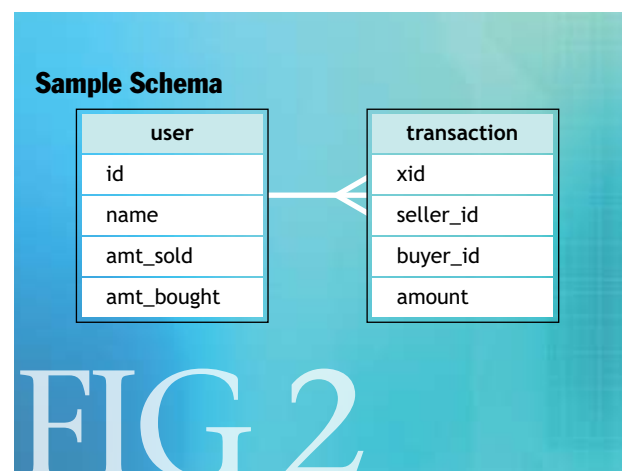 Sample Schema
user
id
name
amt_sold
amt_bought
transaction
xid
seller_id
buyer_id
amount
FIG 2